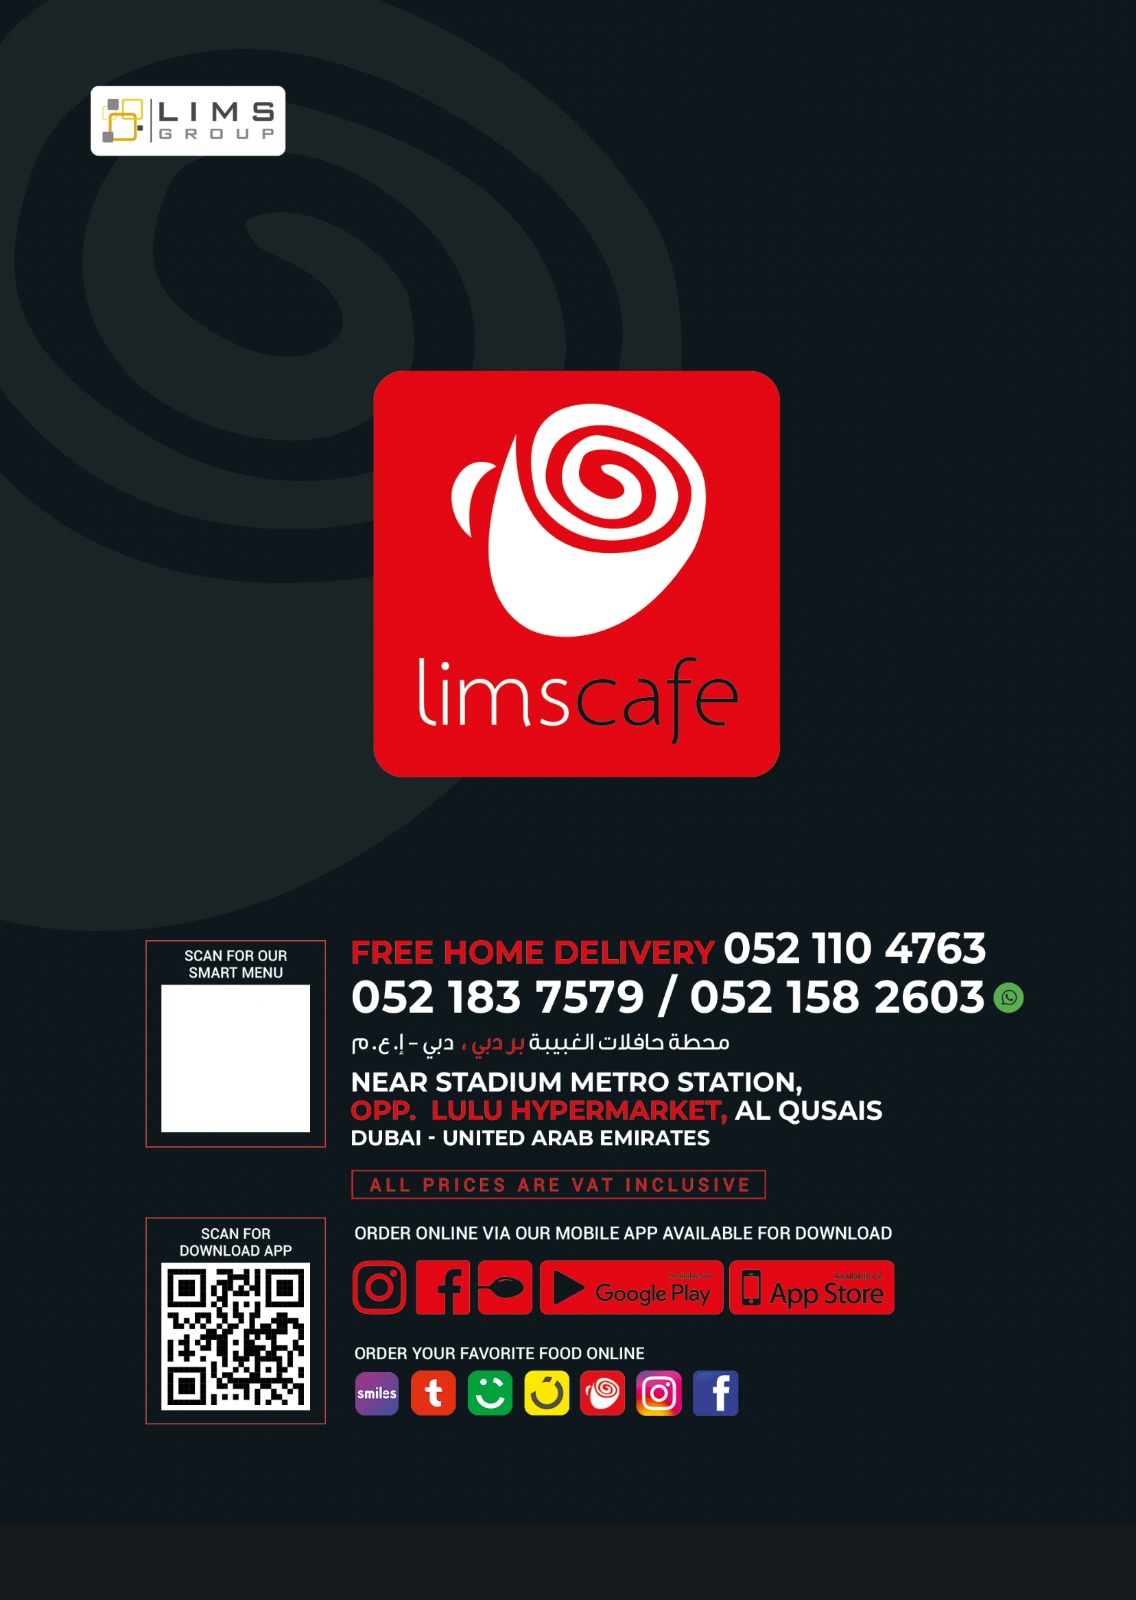 LIMS
GROUP
limscafe
SCAN FOR OUR
SMART MENU
FREE HOME DELIVERY 052 110 4763
052 183 7579 / 052 158 2603
محطة حافلات الغبيبة بر دبي ، دبي - إ.ع.م
NEAR STADIUM METRO STATION,
OPP. LULU HYPERMARKET, AL QUSAIS
DUBAI - UNITED ARAB EMIRATES
ALL PRICES ARE VAT INCLUSIVE
SCAN FOR
DOWNLOAD APP
ORDER ONLINE VIA OUR MOBILE APP AVAILABLE FOR DOWNLOAD
Google Play
Available on
App Store
ORDER YOUR FAVORITE FOOD ONLINE
smiles
t
f